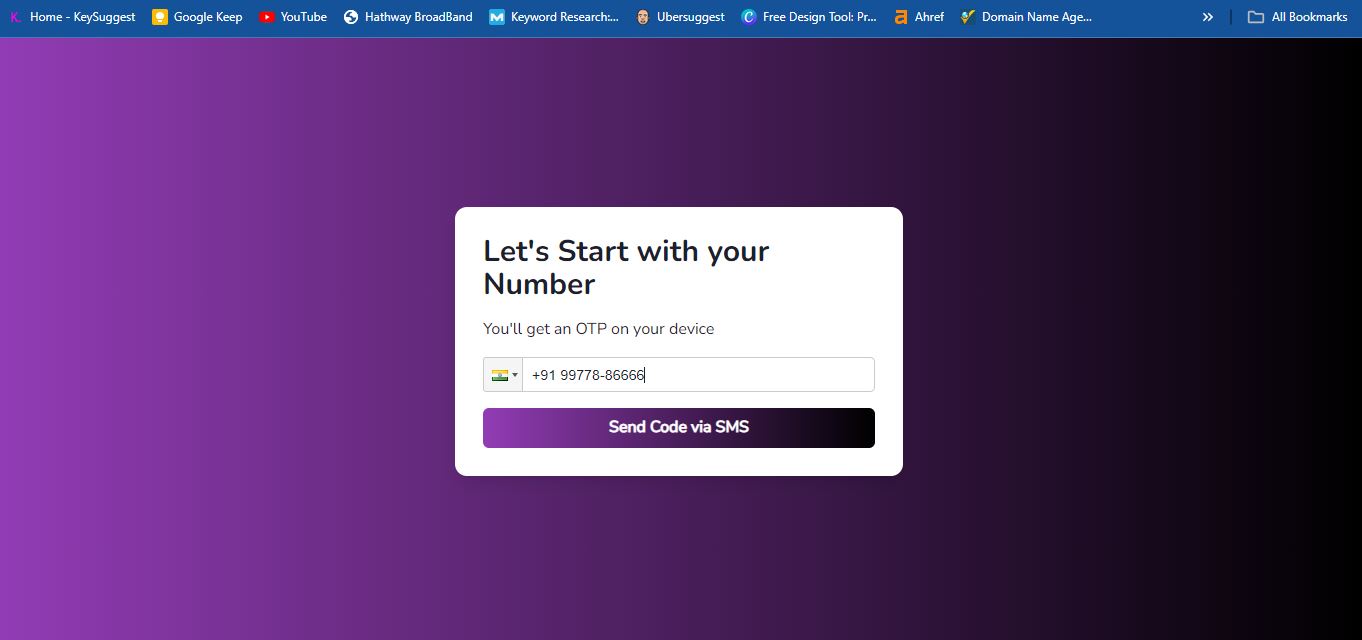 K. Home - KeySuggest Google Keep YouTube Hathway BroadBand Keyword Research:... Ubersuggest Free Design Tool: Pr... Ahref Domain Name Age... » All Bookmarks
Let's Start with your
Number
You'll get an OTP on your device
+91 99778-86666
Send Code via SMS